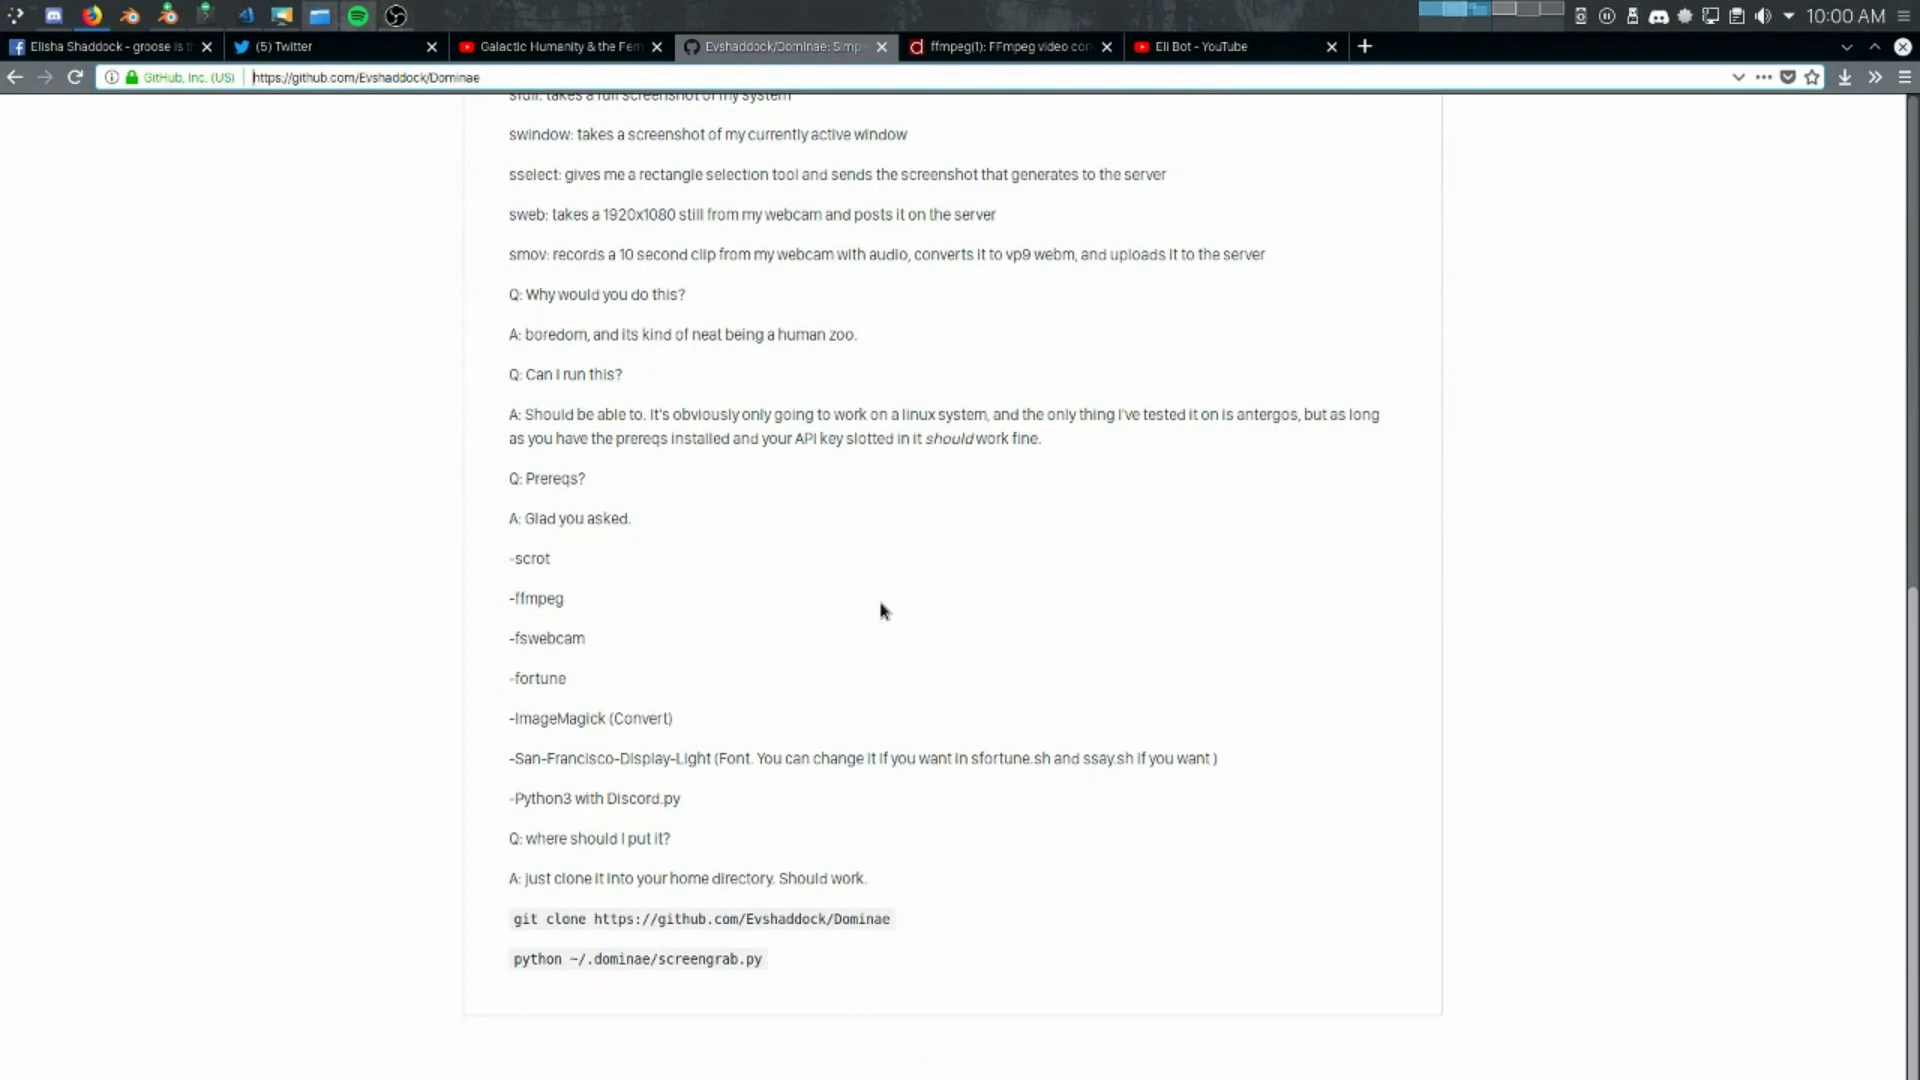 10:00 AM
Elisha Shaddock - groose is t
(5) Twitter
Galactic Humanity & the Fem
Evshaddock/Dominae: Simp
ffmpeg(1): FFmpeg video con
Eli Bot - YouTube
GitHub, Inc. (US)
https://github.com/Evshaddock/Dominae
sfull: takes a full screenshot of my system
swindow: takes a screenshot of my currently active window
sselect: gives me a rectangle selection tool and sends the screenshot that generates to the server
sweb: takes a 1920x1080 still from my webcam and posts it on the server
smov: records a 10 second clip from my webcam with audio, converts it to vp9 webm, and uploads it to the server
Q: Why would you do this?
A: boredom, and its kind of neat being a human zoo.
Q: Can I run this?
A: Should be able to. It's obviously only going to work on a linux system, and the only thing I've tested it on is antergos, but as long
as you have the prereqs installed and your API key slotted in it should work fine.
Q: Prereqs?
A: Glad you asked.
-scrot
-ffmpeg
-fswebcam
-fortune
-ImageMagick (Convert)
-San-Francisco-Display-Light (Font. You can change it if you want in sfortune.sh and ssay.sh if you want )
-Python3 with Discord.py
Q: where should I put it?
A: just clone it into your home directory. Should work.
git clone https://github.com/Evshaddock/Dominae
python ~/.dominae/screengrab.py